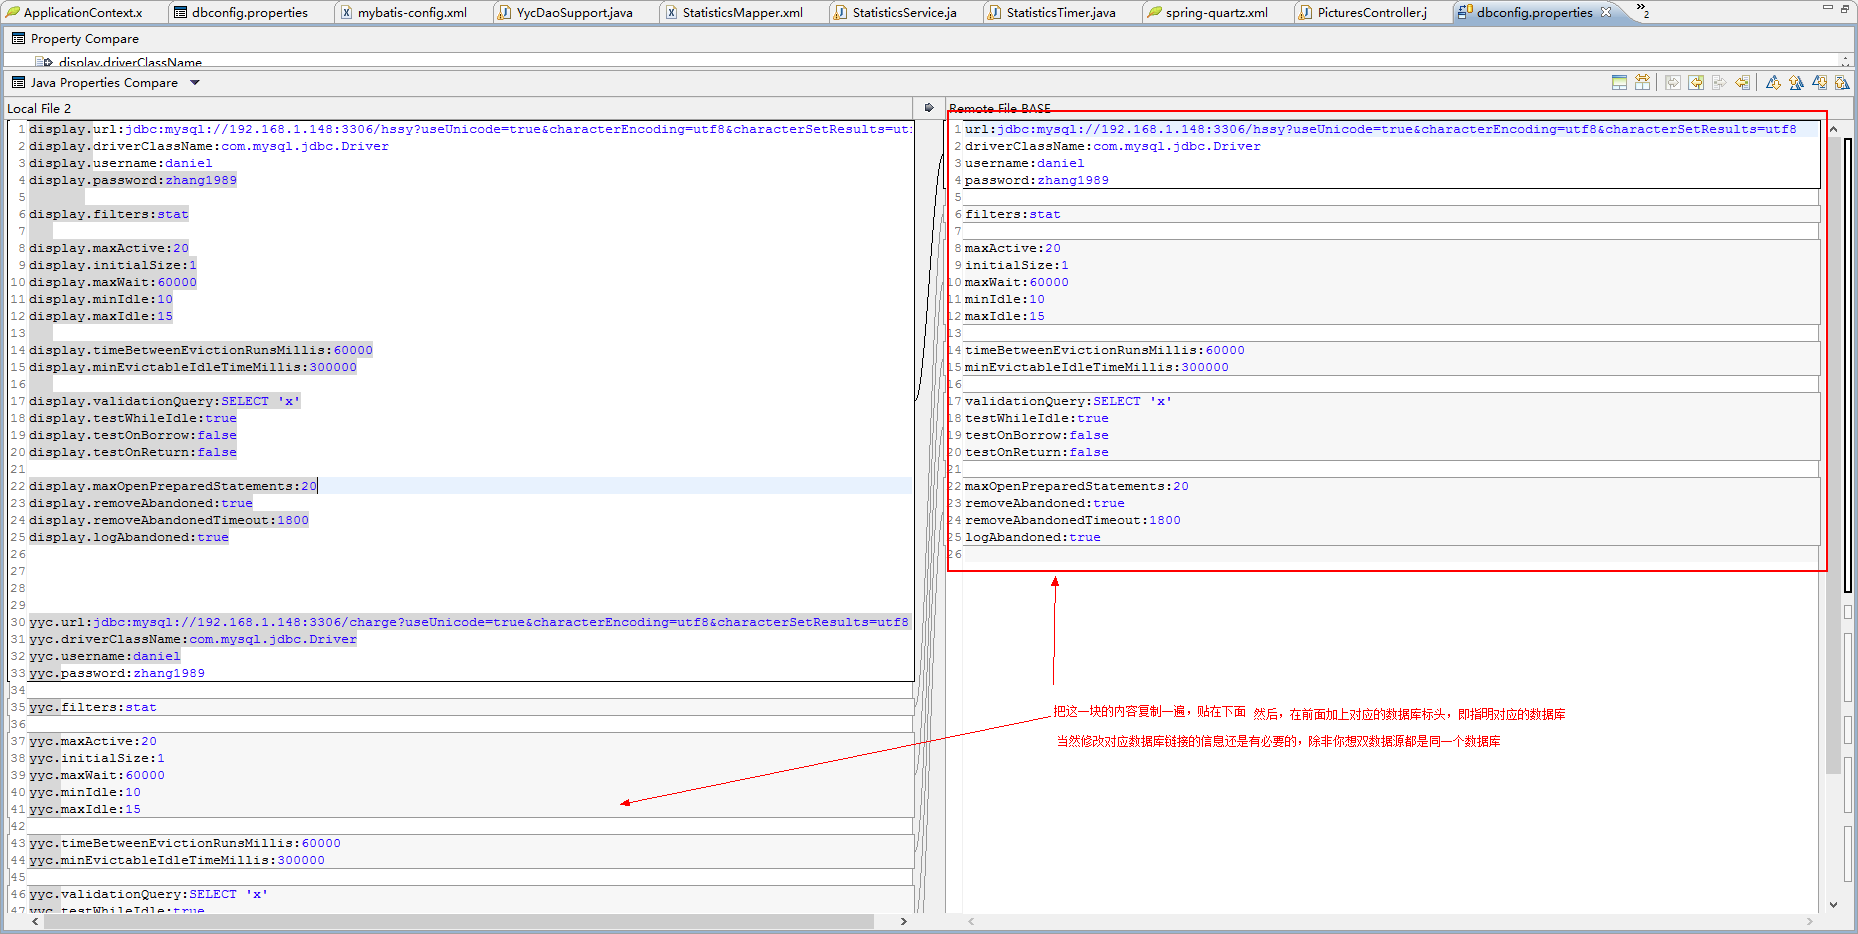 ApplicationContext.x dbconfig.properties mybatis-config.xml YycDaoSupport.java StatisticsMapper.xml StatisticsService.ja StatisticsTimer.java spring-quartz.xml PicturesController.j dbconfig.properties »2
Property Compare
display.driverClassName
Java Properties Compare
Local File 2
1 display.url:jdbc:mysql://192.168.1.148:3306/hssy?useUnicode=true&characterEncoding=utf8&characterSetResults=ut
2 display.driverClassName:com.mysql.jdbc.Driver
3 display.username:daniel
4 display.password:zhang1989
5
6 display.filters:stat
7
8 display.maxActive:20
9 display.initialSize:1
10 display.maxWait:60000
11 display.minIdle:10
12 display.maxIdle:15
13
14 display.timeBetweenEvictionRunsMillis:60000
15 display.minEvictableIdleTimeMillis:300000
16
17 display.validationQuery:SELECT 'x'
18 display.testWhileIdle:true
19 display.testOnBorrow:false
20 display.testOnReturn:false
21
22 display.maxOpenPreparedStatements:20
23 display.removeAbandoned:true
24 display.removeAbandonedTimeout:1800
25 display.logAbandoned:true
26
27
28
29
30 yyc.url:jdbc:mysql://192.168.1.148:3306/charge?useUnicode=true&characterEncoding=utf8&characterSetResults=utf8
31 yyc.driverClassName:com.mysql.jdbc.Driver
32 yyc.username:daniel
33 yyc.password:zhang1989
34
35 yyc.filters:stat
36
37 yyc.maxActive:20
38 yyc.initialSize:1
39 yyc.maxWait:60000
40 yyc.minIdle:10
41 yyc.maxIdle:15
42
43 yyc.timeBetweenEvictionRunsMillis:60000
44 yyc.minEvictableIdleTimeMillis:300000
45
46 yyc.validationQuery:SELECT 'x'
47 yyc.testWhileIdle:true
Remote File BASE
1 url:jdbc:mysql://192.168.1.148:3306/hssy?useUnicode=true&characterEncoding=utf8&characterSetResults=utf8
2 driverClassName:com.mysql.jdbc.Driver
3 username:daniel
4 password:zhang1989
5
6 filters:stat
7
8 maxActive:20
9 initialSize:1
10 maxWait:60000
11 minIdle:10
12 maxIdle:15
13
14 timeBetweenEvictionRunsMillis:60000
15 minEvictableIdleTimeMillis:300000
16
17 validationQuery:SELECT 'x'
18 testWhileIdle:true
19 testOnBorrow:false
20 testOnReturn:false
21
22 maxOpenPreparedStatements:20
23 removeAbandoned:true
24 removeAbandonedTimeout:1800
25 logAbandoned:true
26
把这一块的内容复制一遍，贴在下面 然后，在前面加上对应的数据库标头，即指明对应的数据库
当然修改对应数据库链接的信息还是有必要的，除非你想双数据源都是同一个数据库